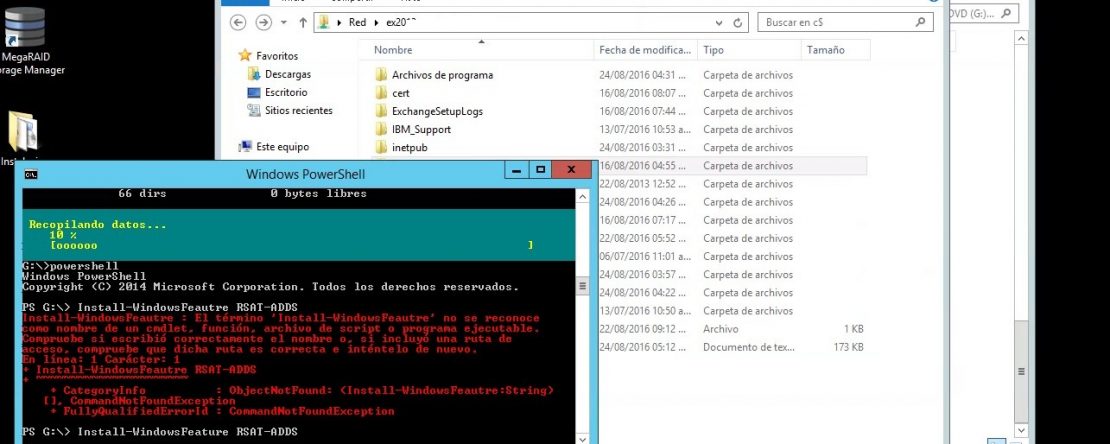 MegaRAID
orage Manager
Red
Buscar en c$
DVD (G:)...
Nombre
Fecha de modifica...
Tipo
Tamaño
Favoritos
Descargas
Escritorio
Sitios recientes
Este equipo
Archivos de programa
24/08/2016 04:31 ...
Carpeta de archivos
cert
16/08/2016 08:07 ...
Carpeta de archivos
ExchangeSetupLogs
16/08/2016 07:44 ...
Carpeta de archivos
IBM_Support
13/07/2016 10:53 a...
Carpeta de archivos
inetpub
24/08/2016 03:31 ...
Carpeta de archivos
16/08/2016 04:55 ...
Carpeta de archivos
22/08/2013 12:52 ...
Carpeta de archivos
24/08/2016 04:26 ...
Carpeta de archivos
16/08/2016 07:17 ...
Carpeta de archivos
22/08/2016 05:52 ...
Carpeta de archivos
06/07/2016 11:01 a...
Carpeta de archivos
24/08/2016 03:57 ...
Carpeta de archivos
24/08/2016 04:22 ...
Carpeta de archivos
13/07/2016 10:50 a...
Carpeta de archivos
22/08/2016 09:12 ...
Archivo
1 KB
24/08/2016 05:12 ...
Documento de tex...
173 KB
Windows PowerShell
66 dirs 0 bytes libres
Recopilando datos...
10 %
[oooooo ]
G:\>powershell
Windows PowerShell
Copyright (C) 2014 Microsoft Corporation. Todos los derechos reservados.
PS G:\> Install-WindowsFeautre RSAT-ADDS
Install-WindowsFeautre : El término 'Install-WindowsFeautre' no se reconoce
como nombre de un cmdlet, función, archivo de script o programa ejecutable.
Compruebe si escribió correctamente el nombre o, si incluyó una ruta de
acceso, compruebe que dicha ruta es correcta e inténtelo de nuevo.
En línea: 1 Carácter: 1
+ Install-WindowsFeautre RSAT-ADDS
+ ~~~~~~~~~~~~~~~~~~~~~~
+ CategoryInfo : ObjectNotFound: (Install-WindowsFeautre:String)
[], CommandNotFoundException
+ FullyQualifiedErrorId : CommandNotFoundException
PS G:\> Install-WindowsFeature RSAT-ADDS